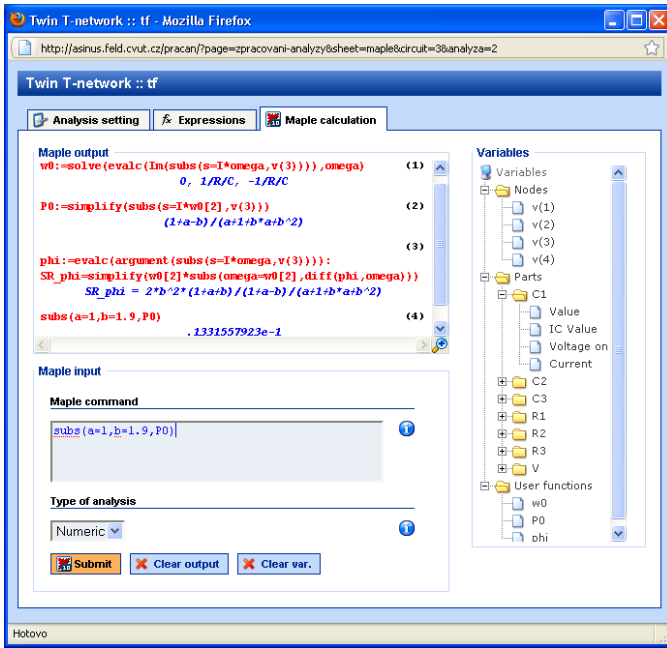 Twin T-network :: tf - Mozilla Firefox
http://asinus.feld.cvut.cz/pracan/?page=zpracovani-analyzy&sheet=maple&circuit=3&analyza=2
Twin T-network :: tf
Analysis setting
fx Expressions
Maple calculation
Maple output
w0:=solve(evalc(Im(subs(s=I*omega,v(3)))),omega) (1)
0, 1/R/C, -1/R/C
P0:=simplify(subs(s=I*w0[2],v(3))) (2)
(1+a-b)/(a+1+b*a+b^2)
(3)
phi:=evalc(argument(subs(s=I*omega,v(3)))):
SR_phi=simplify(w0[2]*subs(omega=w0[2],diff(phi,omega)))
SR_phi = 2*b^2*(1+a+b)/(1+a-b)/(a+1+b*a+b^2)
subs(a=1,b=1.9,P0) (4)
.1331557923e-1
Maple input
Maple command
subs(a=1,b=1.9,P0)
Type of analysis
Numeric
Submit
Clear output
Clear var.
Variables
Variables
Nodes
v(1)
v(2)
v(3)
v(4)
Parts
C1
Value
IC Value
Voltage on
Current
C2
C3
R1
R2
R3
V
User functions
w0
P0
phi
Hotovo